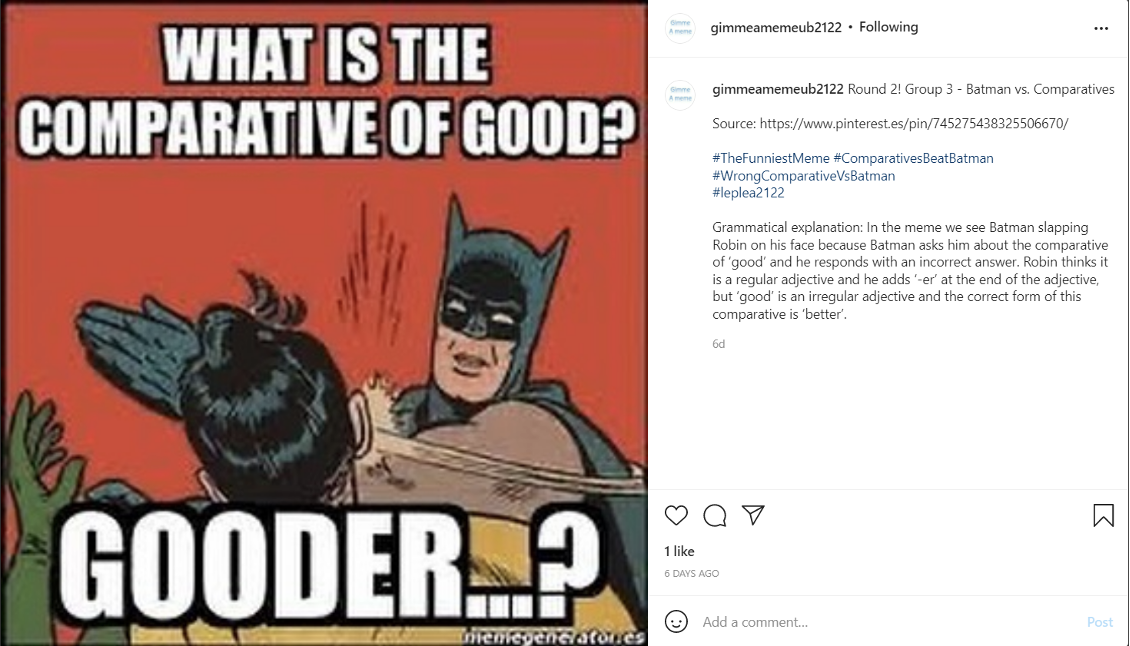 WHAT IS THE
COMPARATIVE OF GOOD?
GOODER...?
memegenerator.es
Gimme
A meme
gimmeamemeub2122 • Following
Gimme
A meme
gimmeamemeub2122 Round 2! Group 3 - Batman vs. Comparatives
Source: https://www.pinterest.es/pin/745275438325506670/
#TheFunniestMeme #ComparativesBeatBatman
#WrongComparativeVsBatman
#leplea2122
Grammatical explanation: In the meme we see Batman slapping
Robin on his face because Batman asks him about the comparative
of ‘good’ and he responds with an incorrect answer. Robin thinks it
is a regular adjective and he adds ‘-er’ at the end of the adjective,
but ‘good’ is an irregular adjective and the correct form of this
comparative is ‘better’.
6d
1 like
6 DAYS AGO
Add a comment...
Post